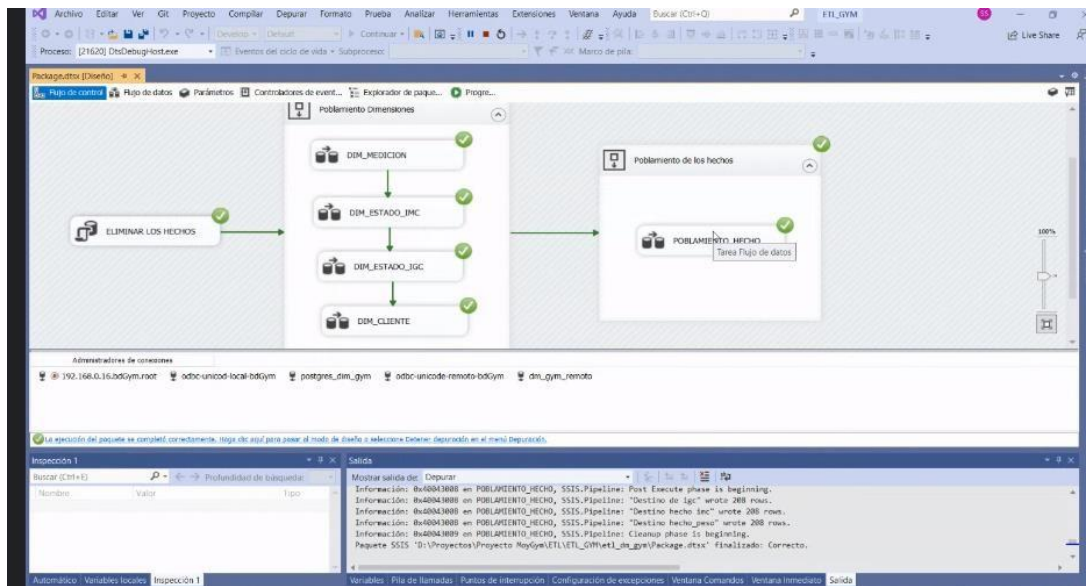 Archivo Editar Ver Git Proyecto Compilar Depurar Formato Prueba Analizar Herramientas Extensiones Ventana Ayuda Buscar (Ctrl+Q) ETL_GYM SS
Develop Default Continuar Live Share
Proceso: [21620] DtsDebugHost.exe Eventos del ciclo de vida Subproceso: Marco de pila:
Package.dtsx [Diseño]
Flujo de control Flujo de datos Parámetros Controladores de event... Explorador de paque... Progre...
Poblamiento Dimensiones
DIM_MEDICION
Poblamiento de los hechos
DIM_ESTADO_IMC
ELIMINAR LOS HECHOS
POBLAMIENTO_HECHO
Tarea Flujo de datos
100%
DIM_ESTADO_IGC
DIM_CLIENTE
Administradores de conexiones
192.168.0.16.bdGym.root odbc-unicod-local-bdGym postgres_dim_gym odbc-unicode-remoto-bdGym dm_gym_remoto
La ejecución del paquete se completó correctamente. Haga clic aquí para pasar al modo de diseño o seleccione Detener depuración en el menú Depuración.
Inspección 1 Salida
Buscar (Ctrl+E) Profundidad de búsqueda: Mostrar salida de: Depurar
Nombre Valor Tipo
Información: 0x40043008 en POBLAMIENTO_HECHO, SSIS.Pipeline: Post Execute phase is beginning.
Información: 0x4004300B en POBLAMIENTO_HECHO, SSIS.Pipeline: "Destino de igc" wrote 208 rows.
Información: 0x4004300B en POBLAMIENTO_HECHO, SSIS.Pipeline: "Destino hecho imc" wrote 208 rows.
Información: 0x4004300B en POBLAMIENTO_HECHO, SSIS.Pipeline: "Destino hecho_peso" wrote 208 rows.
Información: 0x40043009 en POBLAMIENTO_HECHO, SSIS.Pipeline: Cleanup phase is beginning.
Paquete SSIS 'D:\Proyectos\Proyecto MoyGym\ETL\ETL_GYM\etl_dm_gym\Package.dtsx' finalizado: Correcto.
Automático Variables locales Inspección 1 Variables Pila de llamadas Puntos de interrupción Configuración de excepciones Ventana Comandos Ventana Inmediato Salida